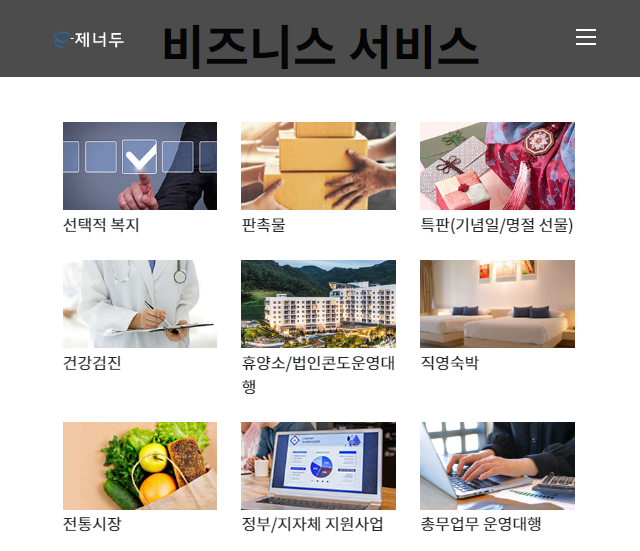 e-제너두
비즈니스 서비스
선택적 복지
판촉물
특판(기념일/명절 선물)
건강검진
휴양소/법인콘도운영대
행
직영숙박
전통시장
정부/지자체 지원사업
총무업무 운영대행